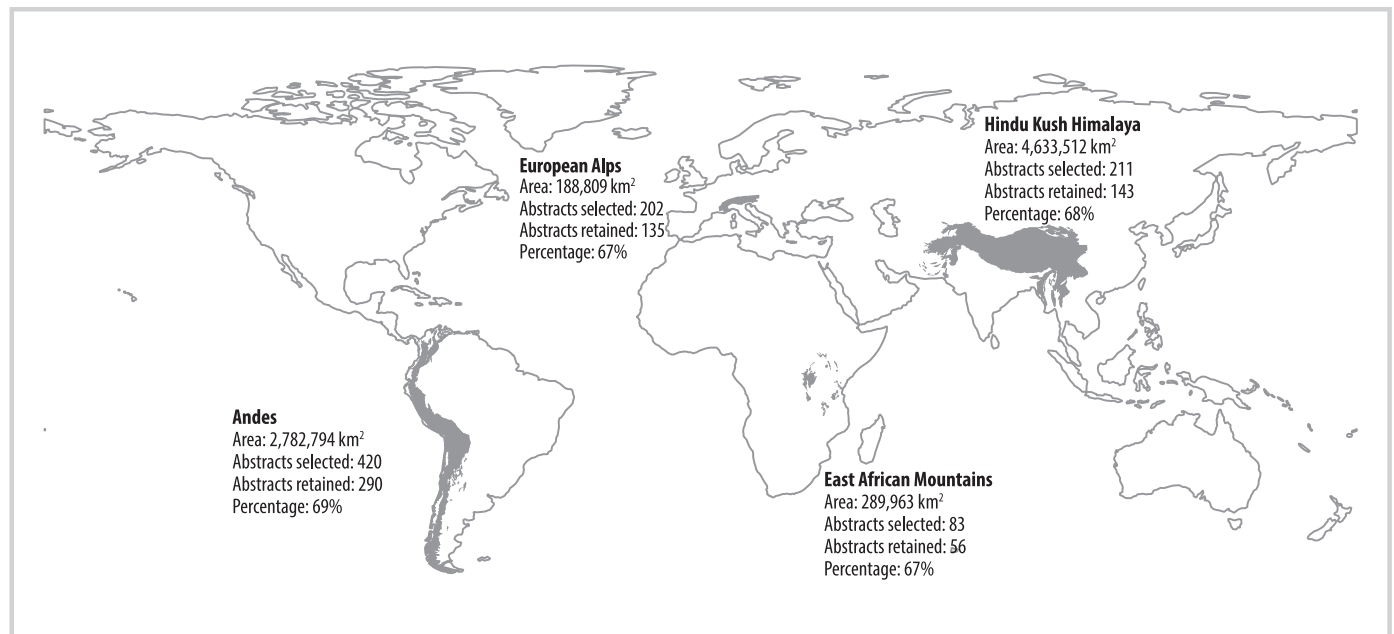 European Alps
Area: 188,809 km²
Abstracts selected: 202
Abstracts retained: 135
Percentage: 67%
Hindu Kush Himalaya
Area: 4,633,512 km²
Abstracts selected: 211
Abstracts retained: 143
Percentage: 68%
Andes
Area: 2,782,794 km²
Abstracts selected: 420
Abstracts retained: 290
Percentage: 69%
East African Mountains
Area: 289,963 km²
Abstracts selected: 83
Abstracts retained: 56
Percentage: 67%